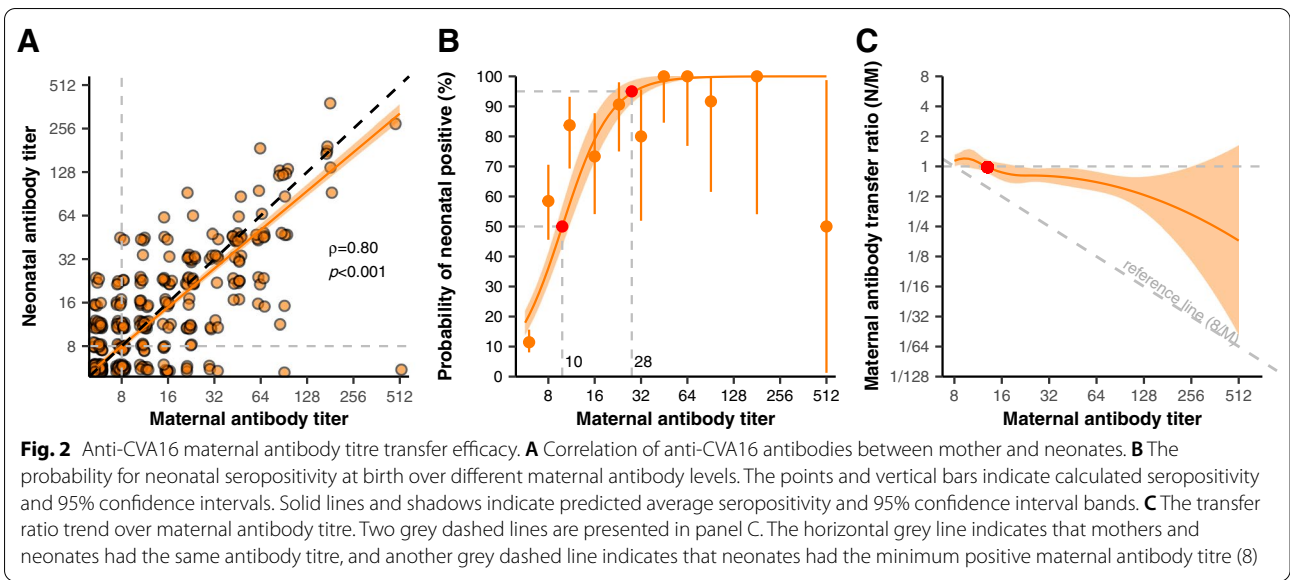 A
Neonatal antibody titer
512
256
128
64
32
16
8
ρ=0.80
p<0.001
8 16 32 64 128 256 512
Maternal antibody titer
B
Probability of neonatal positive (%)
100
90
80
70
60
50
40
30
20
10
0
10 28
8 16 32 64 128 256 512
Maternal antibody titer
C
Maternal antibody transfer ratio (N/M)
8
4
2
1
1/2
1/4
1/8
1/16
1/32
1/64
1/128
reference line (8/M)
8 16 32 64 128 256 512
Maternal antibody titer
Fig. 2 Anti-CVA16 maternal antibody titre transfer efficacy. A Correlation of anti-CVA16 antibodies between mother and neonates. B The
probability for neonatal seropositivity at birth over different maternal antibody levels. The points and vertical bars indicate calculated seropositivity
and 95% confidence intervals. Solid lines and shadows indicate predicted average seropositivity and 95% confidence interval bands. C The transfer
ratio trend over maternal antibody titre. Two grey dashed lines are presented in panel C. The horizontal grey line indicates that mothers and
neonates had the same antibody titre, and another grey dashed line indicates that neonates had the minimum positive maternal antibody titre (8)